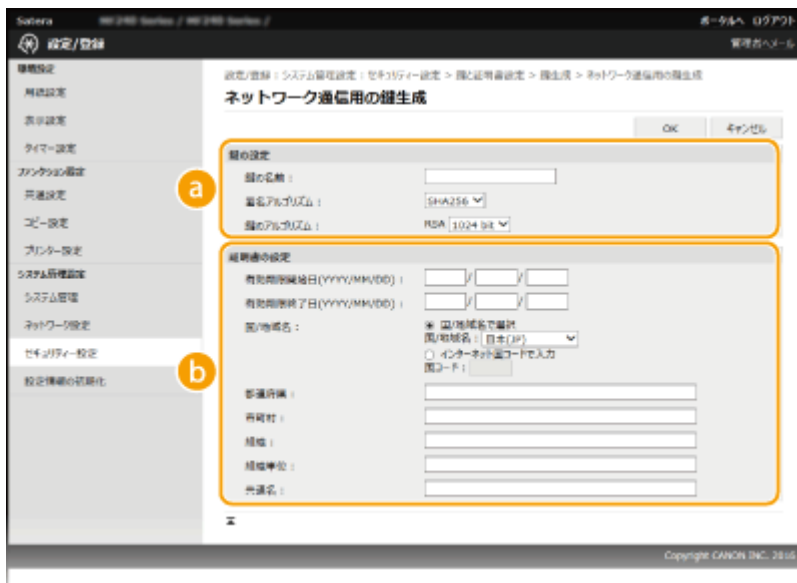 Satera MF240 Series / MF240 Series /
ポータルへ ログアウト
設定/登録
管理者へメール
環境設定
用紙設定
表示設定
タイマー設定
ファンクション設定
共通設定
コピー設定
プリンター設定
システム管理設定
システム管理
ネットワーク設定
セキュリティー設定
設定情報の初期化
設定/登録 : システム管理設定 : セキュリティー設定 > 鍵と証明書設定 > 鍵生成 > ネットワーク通信用の鍵生成
ネットワーク通信用の鍵生成
OK キャンセル
a
鍵の設定
鍵の名前 :
署名アルゴリズム : SHA256
鍵のアルゴリズム : RSA 1024 bit
b
証明書の設定
有効期限開始日(YYYY/MM/DD) : / /
有効期限終了日(YYYY/MM/DD) : / /
国/地域名 : 国/地域名で選択
国/地域名 : 日本(JP)
インターネット国コードで入力
国コード :
都道府県 :
市町村 :
組織 :
組織単位 :
共通名 :
Copyright CANON INC. 2016